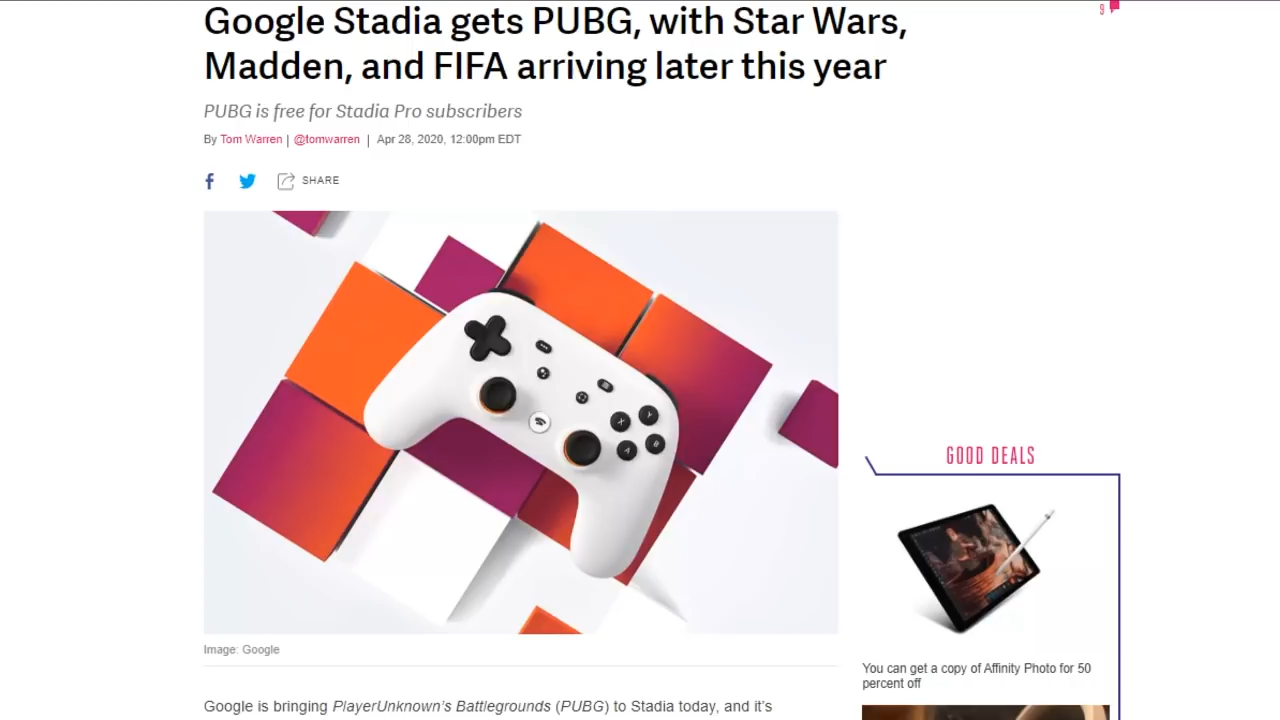 Google Stadia gets PUBG, with Star Wars,
Madden, and FIFA arriving later this year
9
PUBG is free for Stadia Pro subscribers
By Tom Warren | @tomwarren | Apr 28, 2020, 12:00pm EDT
SHARE
Y
X
B
A
Image: Google
Google is bringing PlayerUnknown's Battlegrounds (PUBG) to Stadia today, and it's
GOOD DEALS
You can get a copy of Affinity Photo for 50
percent off